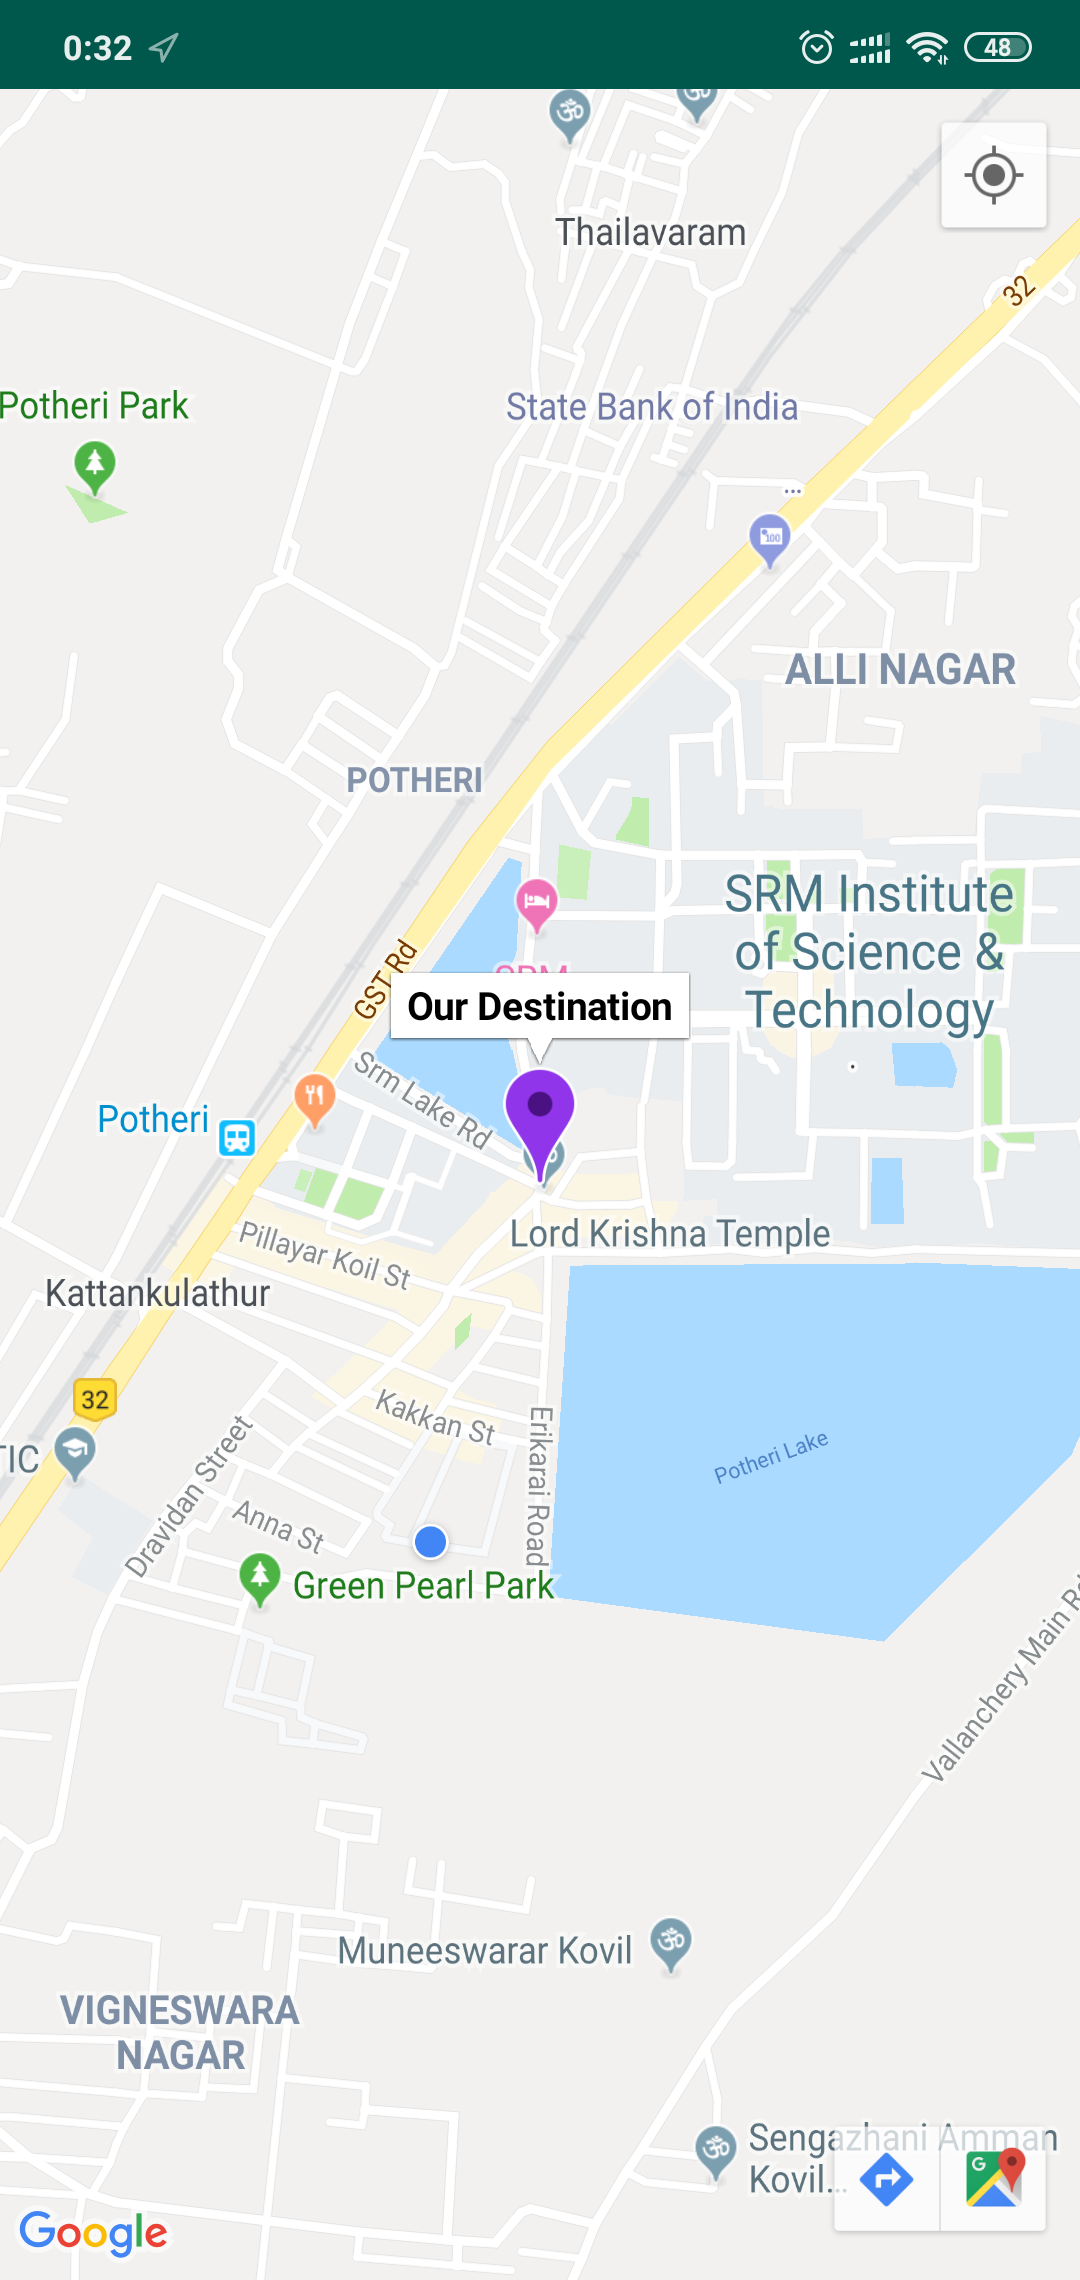 0:32
48
Thailavaram
32
Potheri Park
State Bank of India
...
100
ALLI NAGAR
POTHERI
SRM Institute
of Science &
Technology
GST Rd
SRM
Our Destination
Srm Lake Rd
Potheri
Lord Krishna Temple
Pillayar Koil St
Kattankulathur
32
Kakkan St
Erikarai Road
TIC
Potheri Lake
Dravidan Street
Anna St
Green Pearl Park
Vallanchery Main Rd
Muneeswarar Kovil
VIGNESWARA
NAGAR
Sengazhani Amman
Kovil...
G
Google